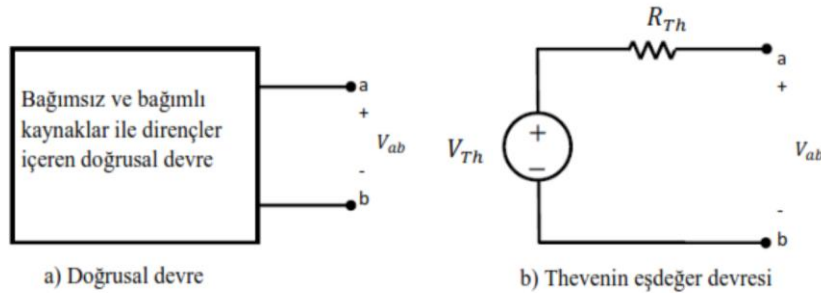 Bağımsız ve bağımlı
kaynaklar ile dirençler
içeren doğrusal devre
a
+
V_ab
-
b
a) Doğrusal devre
R_Th
a
+
V_Th
+
−
V_ab
-
b
b) Thevenin eşdeğer devresi